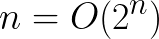 n = O(2^n)